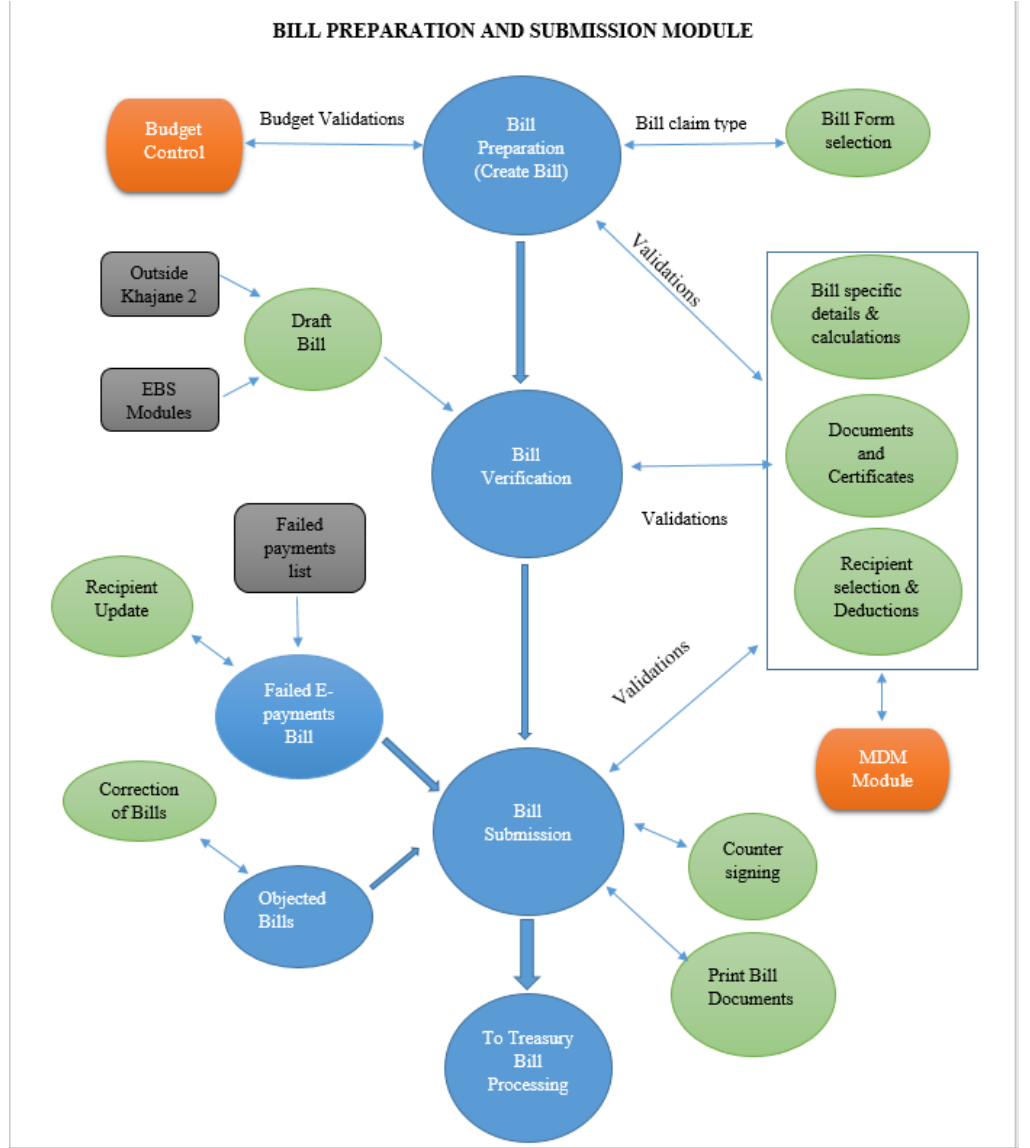 BILL PREPARATION AND SUBMISSION MODULE
Budget
Control
Budget Validations
Bill
Preparation
(Create Bill)
Bill claim type
Bill Form
selection
Validations
Outside
Khajane 2
Draft
Bill
EBS
Modules
Bill specific
details &
calculations
Bill
Verification
Documents
and
Certificates
Validations
Failed
payments
list
Recipient
Update
Recipient
selection &
Deductions
Validations
Failed E-
payments
Bill
MDM
Module
Correction
of Bills
Bill
Submission
Counter
signing
Objected
Bills
Print Bill
Documents
To Treasury
Bill
Processing